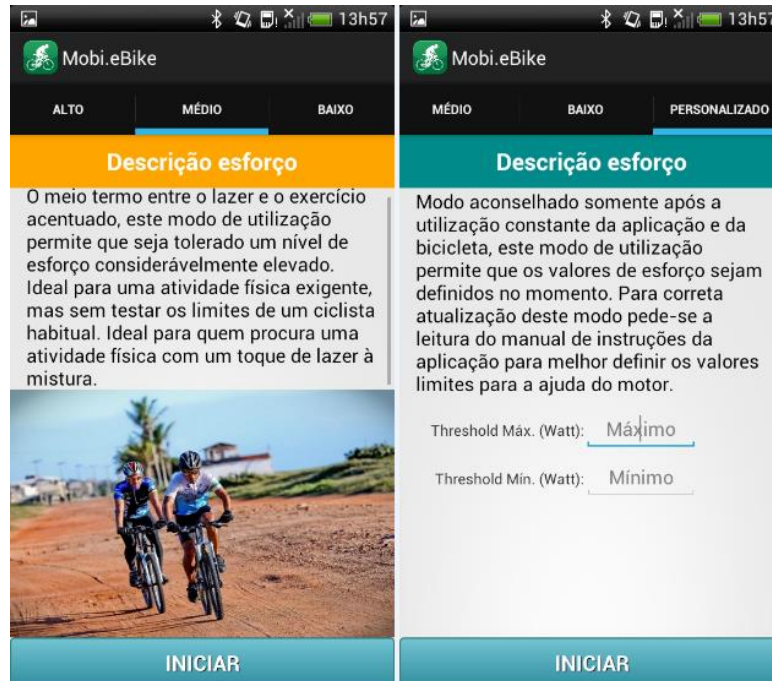 13h57
Mobi.eBike
ALTO MÉDIO BAIXO
Descrição esforço
O meio termo entre o lazer e o exercício
acentuado, este modo de utilização
permite que seja tolerado um nível de
esforço considerávelmente elevado.
Ideal para uma atividade física exigente,
mas sem testar os limites de um ciclista
habitual. Ideal para quem procura uma
atividade física com um toque de lazer à
mistura.
INICIAR
13h57
Mobi.eBike
MÉDIO BAIXO PERSONALIZADO
Descrição esforço
Modo aconselhado somente após a
utilização constante da aplicação e da
bicicleta, este modo de utilização
permite que os valores de esforço sejam
definidos no momento. Para correta
atualização deste modo pede-se a
leitura do manual de instruções da
aplicação para melhor definir os valores
limites para a ajuda do motor.
Threshold Máx. (Watt): Máximo
Threshold Mín. (Watt): Mínimo
INICIAR